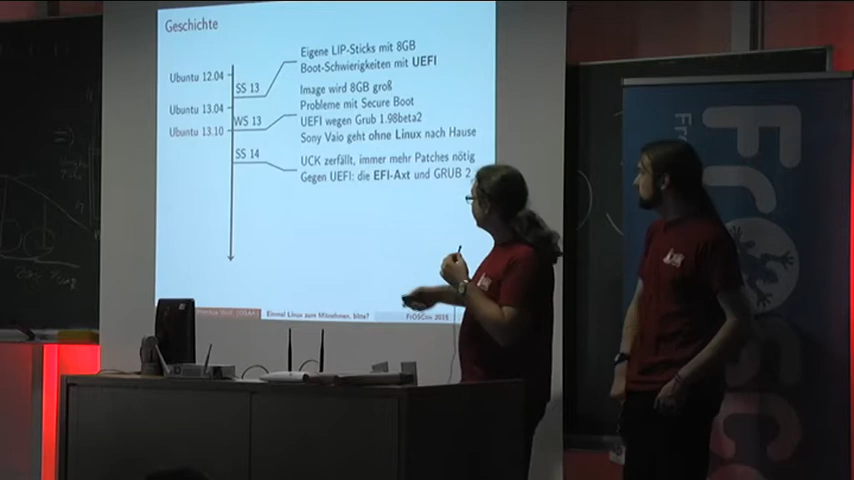 Geschichte
Ubuntu 12.04
SS 13
Eigene LIP-Sticks mit 8GB
Boot-Schwierigkeiten mit UEFI
Ubuntu 13.04
WS 13
Image wird 8GB groß
Probleme mit Secure Boot
UEFI wegen Grub 1.98beta2
Sony Vaio geht ohne Linux nach Hause
Ubuntu 13.10
SS 14
UCK zerfällt, immer mehr Patches nötig
Gegen UEFI: die EFI-Axt und GRUB 2
Einmal Linux zum Mitnehmen, bitte?
FrOSCon 2015
FrOSCo